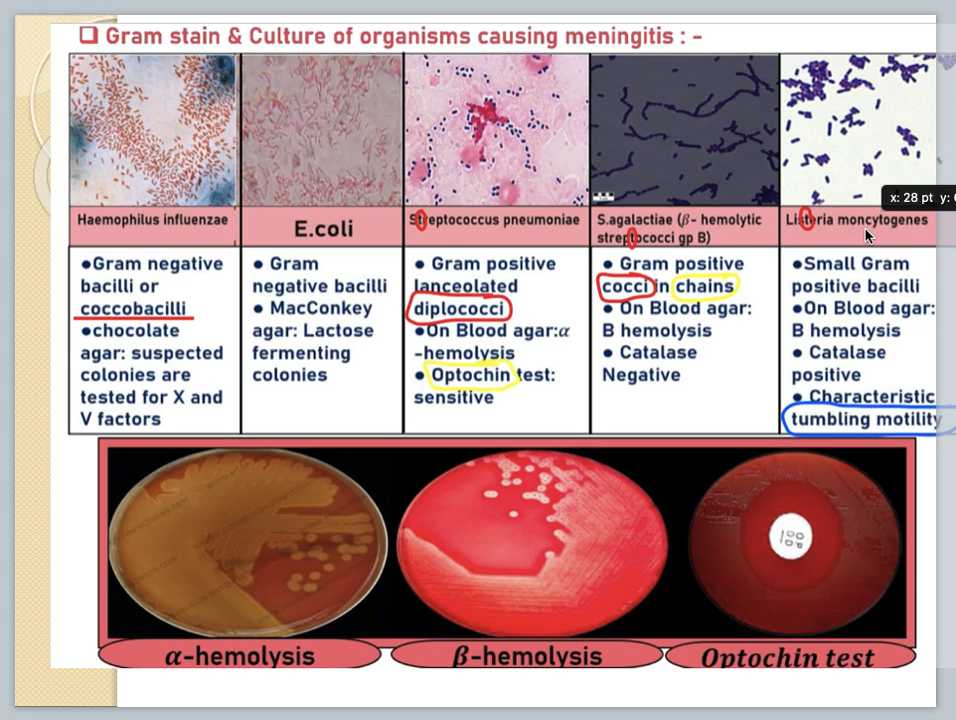 ❑ Gram stain & Culture of organisms causing meningitis : -
Haemophilus influenzae
E.coli
Streptococcus pneumoniae
S.agalactiae (β- hemolytic
streptococci gp B)
Listeria moncytogenes
x: 28 pt y:
●Gram negative
bacilli or
coccobacilli
●chocolate
agar: suspected
colonies are
tested for X and
V factors
● Gram
negative bacilli
● MacConkey
agar: Lactose
fermenting
colonies
● Gram positive
lanceolated
diplococci
●On Blood agar:α
-hemolysis
● Optochin test:
sensitive
● Gram positive
cocci in chains
● On Blood agar:
B hemolysis
● Catalase
Negative
●Small Gram
positive bacilli
●On Blood agar:
B hemolysis
● Catalase
positive
● Characteristic
tumbling motility
α-hemolysis
β-hemolysis
Optochin test